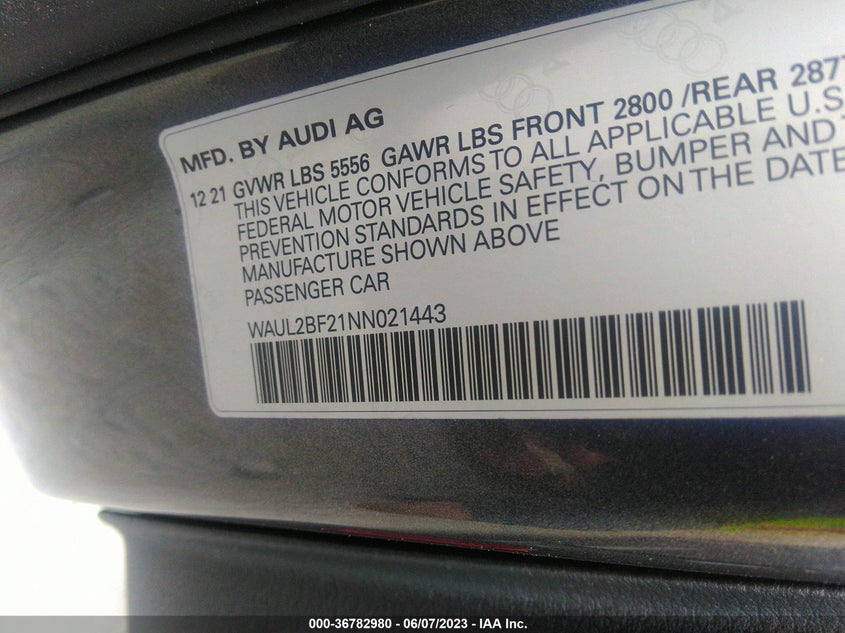 MFD. BY AUDI AG
12 21 GVWR LBS 5556 GAWR LBS FRONT 2800 /REAR 287
THIS VEHICLE CONFORMS TO ALL APPLICABLE U.S
FEDERAL MOTOR VEHICLE SAFETY, BUMPER AND
PREVENTION STANDARDS IN EFFECT ON THE DATE
MANUFACTURE SHOWN ABOVE
PASSENGER CAR
WAUL2BF21NN021443
000-36782980 - 06/07/2023 - IAA Inc.